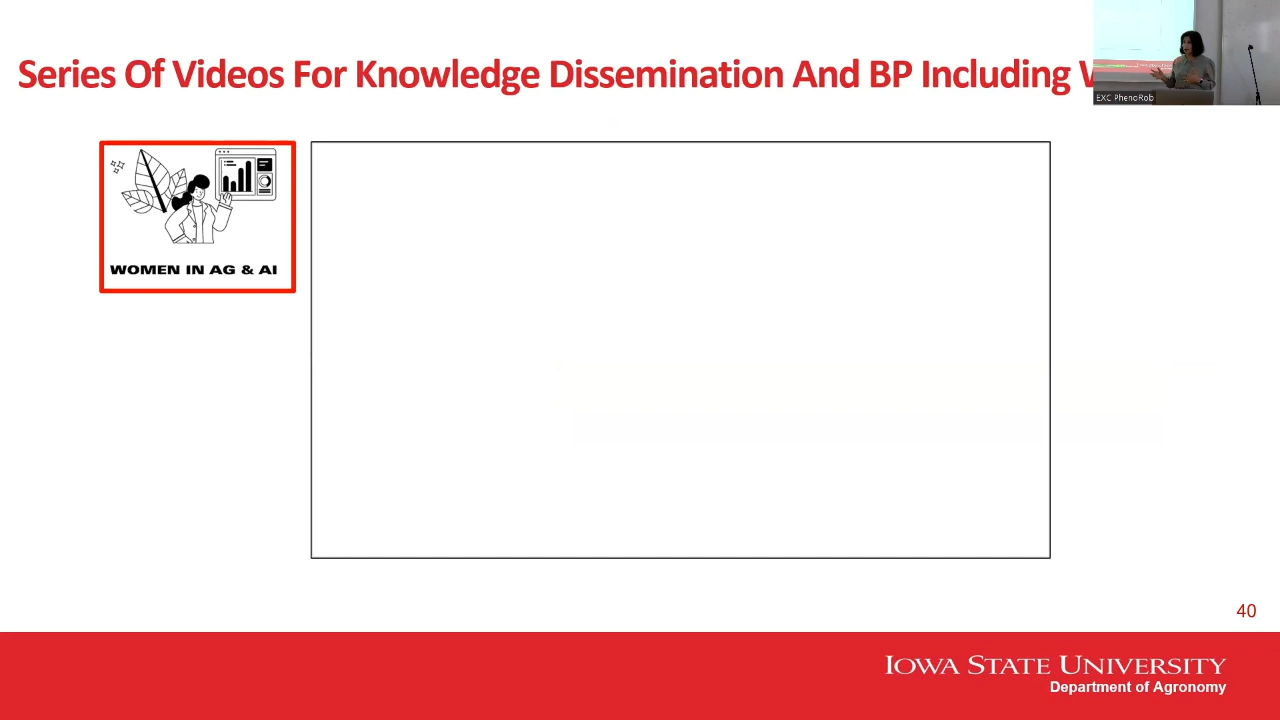 Series Of Videos For Knowledge Dissemination And BP Including
EXC PhenoRob
WOMEN IN AG & AI
40
IOWA STATE UNIVERSITY
Department of Agronomy